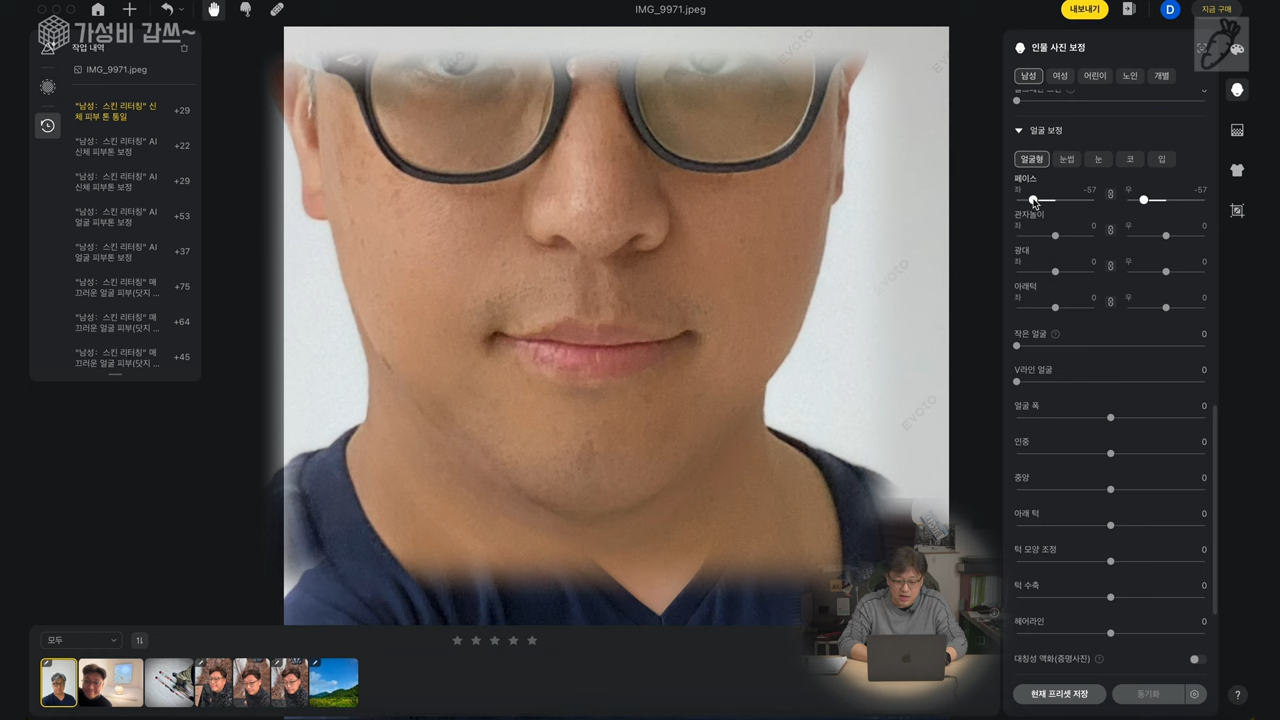 IMG_9971.jpeg
내보내기
D
지금 구매
가성비 갑쓰~
작업 내역
IMG_9971.jpeg
"남성: 스킨 리터칭" 신
체 피부 톤 통일
+29
"남성: 스킨 리터칭" AI
신체 피부톤 보정
+22
"남성: 스킨 리터칭" AI
신체 피부톤 보정
+29
"남성: 스킨 리터칭" AI
얼굴 피부톤 보정
+53
"남성: 스킨 리터칭" AI
얼굴 피부톤 보정
+37
"남성: 스킨 리터칭" 매
끄러운 얼굴 피부(닷지 ...
+75
"남성: 스킨 리터칭" 매
끄러운 얼굴 피부(닷지 ...
+64
"남성: 스킨 리터칭" 매
끄러운 얼굴 피부(닷지 ...
+45
EVOTO
EVOTO
EVOTO
모두
인물 사진 보정
남성 여성 어린이 노인 개별
얼굴 보정
얼굴형 눈썹 눈 코 입
페이스
좌 -57 우 -57
관자놀이
좌 0 우 0
광대
좌 0 우 0
아래턱
좌 0 우 0
작은 얼굴 ? 0
V라인 얼굴 0
얼굴 폭 0
인중 0
중앙 0
아래 턱 0
턱 모양 조정 0
턱 수축 0
헤어라인 0
대칭성 액화(증명사진) ?
현재 프리셋 저장 동기화
?